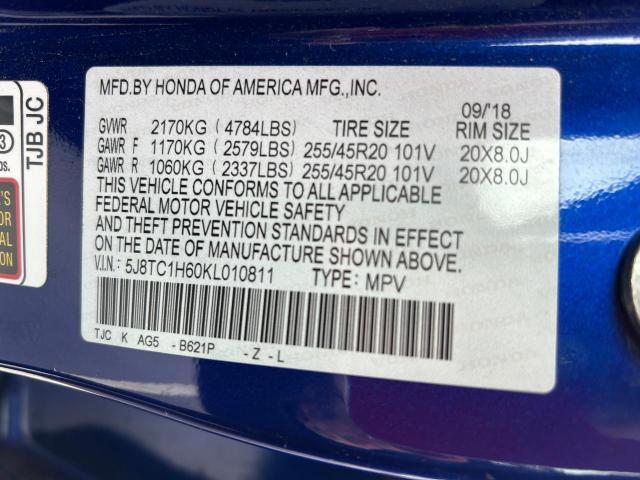 MFD.BY HONDA OF AMERICA MFG.,INC.
09/'18
GVWR 2170KG ( 4784LBS) TIRE SIZE RIM SIZE
GAWR F 1170KG ( 2579LBS) 255/45R20 101V 20X8.0J
GAWR R 1060KG ( 2337LBS) 255/45R20 101V 20X8.0J
THIS VEHICLE CONFORMS TO ALL APPLICABLE
FEDERAL MOTOR VEHICLE SAFETY
AND THEFT PREVENTION STANDARDS IN EFFECT
ON THE DATE OF MANUFACTURE SHOWN ABOVE.
V.I.N.: 5J8TC1H60KL010811 TYPE: MPV
TJC K AG5 - B621P - Z - L
TJB JC
3